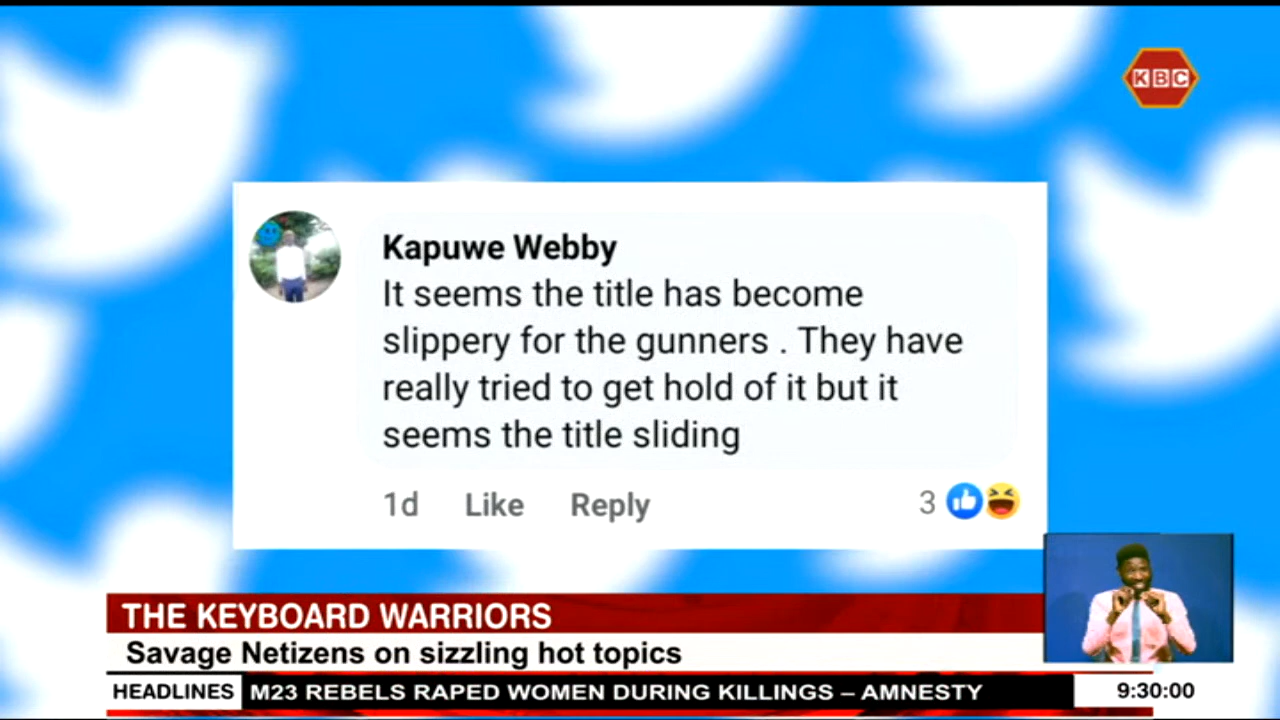 KBC
Kapuwe Webby
It seems the title has become
slippery for the gunners . They have
really tried to get hold of it but it
seems the title sliding
1d Like Reply 3
THE KEYBOARD WARRIORS
Savage Netizens on sizzling hot topics
HEADLINES M23 REBELS RAPED WOMEN DURING KILLINGS – AMNESTY 9:30:00